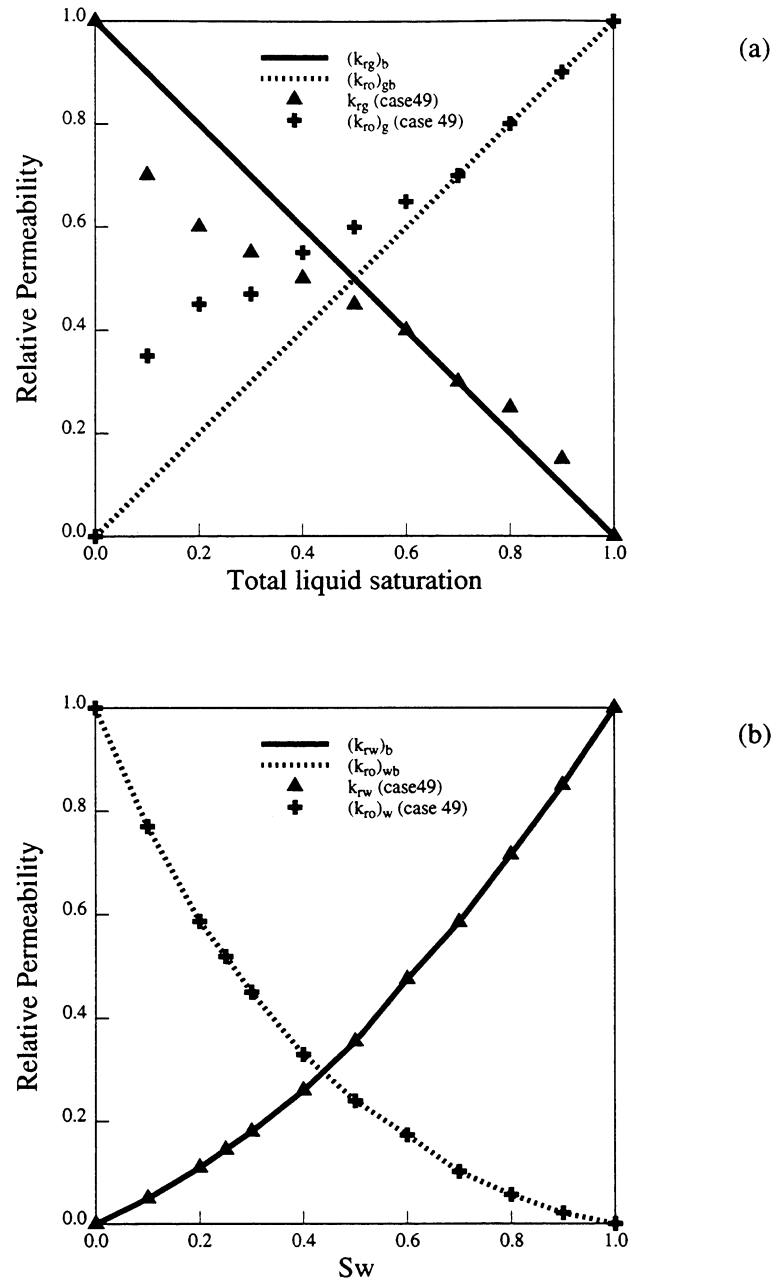 (a)
1.0
0.8
0.6
0.4
0.2
0.0
Relative Permeability
(krg)b
(kro)gb
krg (case49)
(kro)g (case 49)
0.0 0.2 0.4 0.6 0.8 1.0
Total liquid saturation
(b)
1.0
0.8
0.6
0.4
0.2
0.0
Relative Permeability
(krw)b
(kro)wb
krw (case49)
(kro)w (case 49)
0.0 0.2 0.4 0.6 0.8 1.0
Sw